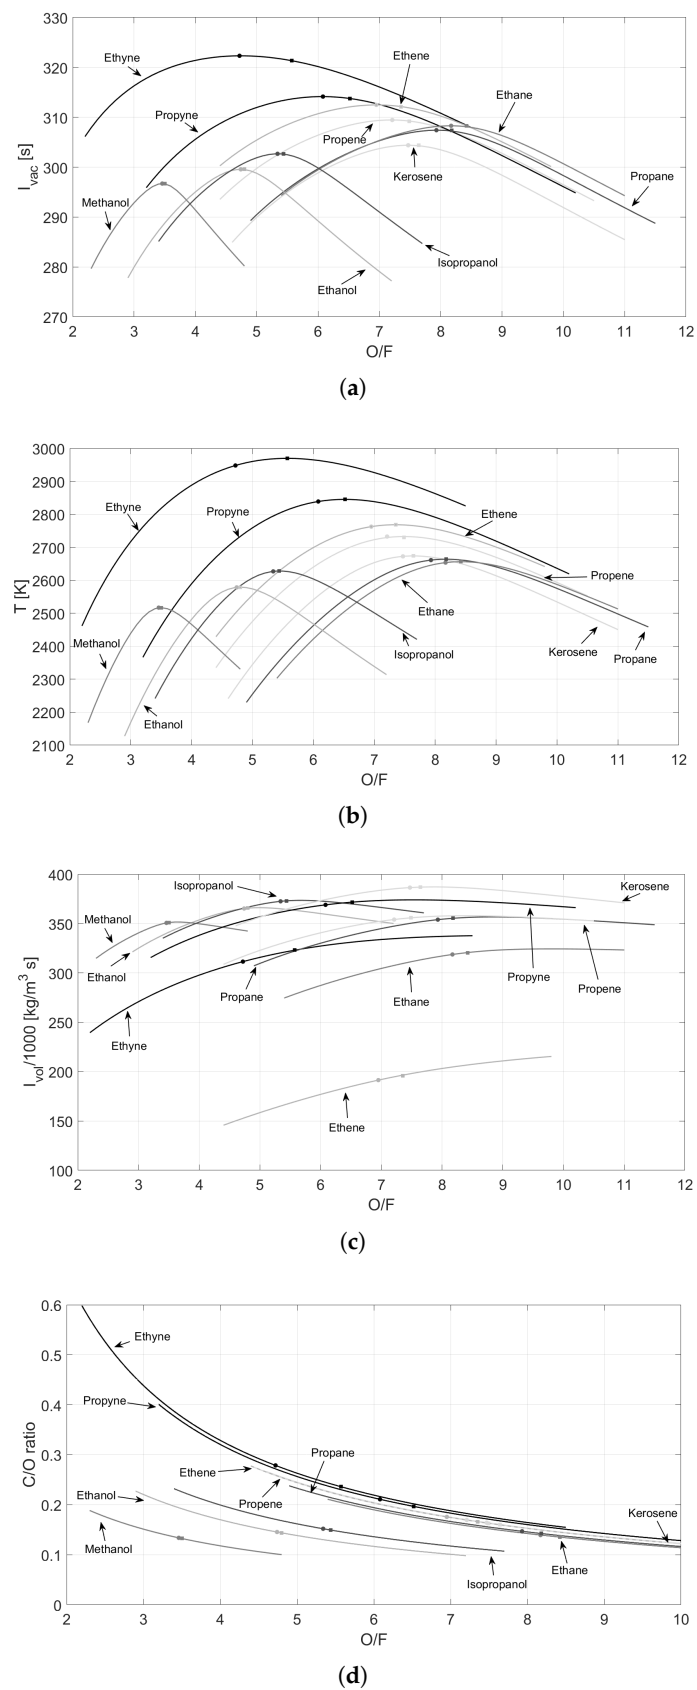 330
320
310
300
290
280
270
I_vac [s]
Ethyne
Ethene
Ethane
Propyne
Propene
Kerosene
Propane
Methanol
Isopropanol
Ethanol
2 3 4 5 6 7 8 9 10 11 12
O/F
(a)
3000
2900
2800
2700
2600
2500
2400
2300
2200
2100
T [K]
Ethyne
Propyne
Ethene
Propene
Ethane
Methanol
Isopropanol
Kerosene
Propane
Ethanol
2 3 4 5 6 7 8 9 10 11 12
O/F
(b)
400
350
300
250
200
150
100
I_vol/1000 [kg/m³ s]
Isopropanol
Kerosene
Methanol
Ethanol
Propyne
Propane
Propene
Ethane
Ethyne
Ethene
2 3 4 5 6 7 8 9 10 11 12
O/F
(c)
0.6
0.5
0.4
0.3
0.2
0.1
0
C/O ratio
Ethyne
Propyne
Propane
Ethene
Ethanol
Propene
Kerosene
Methanol
Ethane
Isopropanol
2 3 4 5 6 7 8 9 10
O/F
(d)